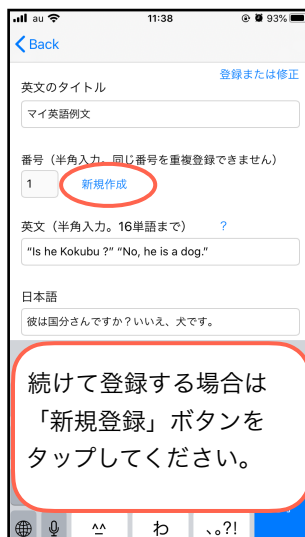 au 11:38 93%
Back
登録または修正
英文のタイトル
マイ英語例文
番号（半角入力。同じ番号を重複登録できません）
1 新規作成
英文（半角入力。16単語まで） ?
“Is he Kokubu ?” “No, he is a dog.”
日本語
彼は国分さんですか？いいえ、犬です。
続けて登録する場合は
「新規登録」ボタンを
タップしてください。
^^ わ 、。?!